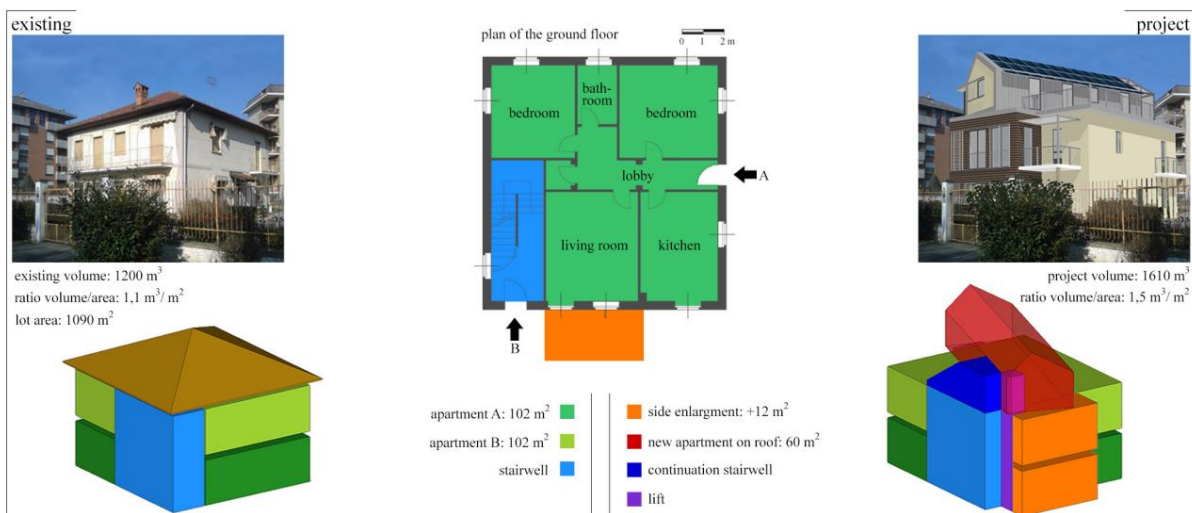 existing
existing volume: 1200 m³
ratio volume/area: 1,1 m³/ m²
lot area: 1090 m²
plan of the ground floor
0 1 2 m
bedroom
bath-
room
bedroom
lobby
A
living room
kitchen
B
apartment A: 102 m²
apartment B: 102 m²
stairwell
side enlargment: +12 m²
new apartment on roof: 60 m²
continuation stairwell
lift
project
project volume: 1610 m³
ratio volume/area: 1,5 m³/ m²